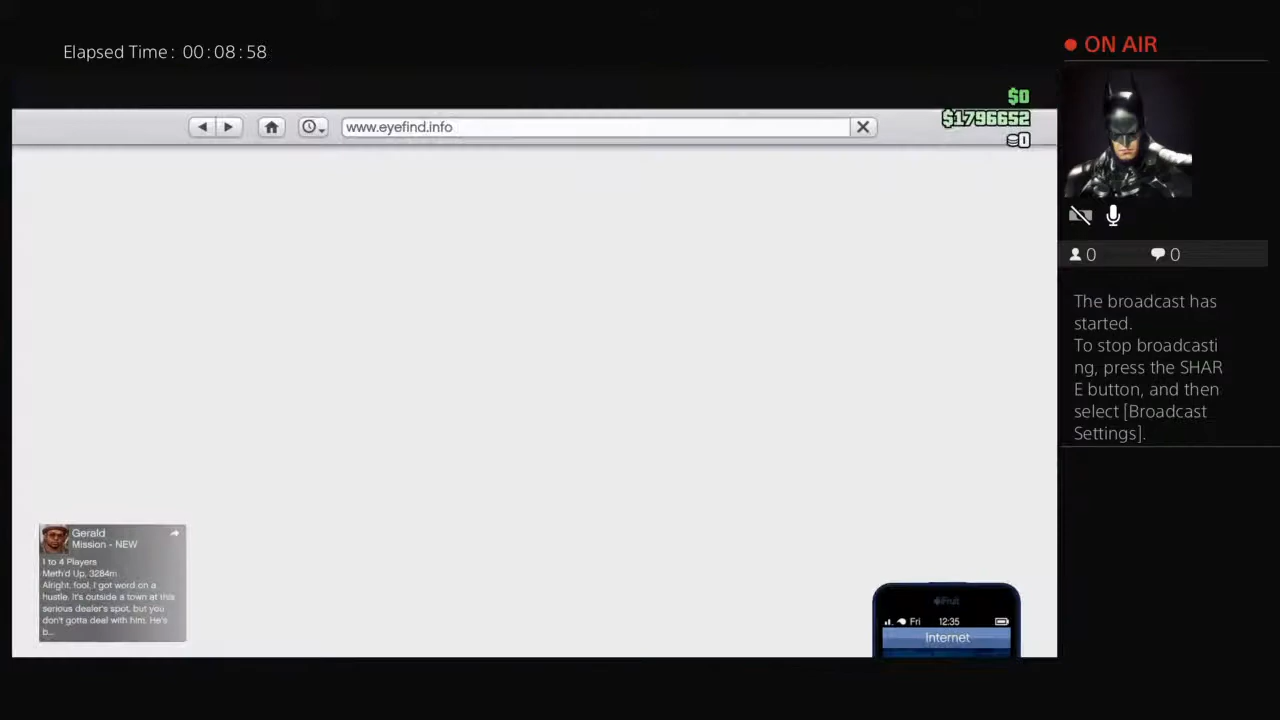 Elapsed Time: 00:08:58
ON AIR
$0
www.eyefind.info
$1796652
0
0
0
The broadcast has
started.
To stop broadcasti
ng, press the SHAR
E button, and then
select [Broadcast
Settings].
Gerald
Mission - NEW
1 to 4 Players
Meth'd Up, 3284m
Alright, fool, I got word on a
hustle. It's outside a town at this
serious dealer's spot, but you
don't gotta deal with him. He's
b...
iFruit
Fri 12:35
Internet